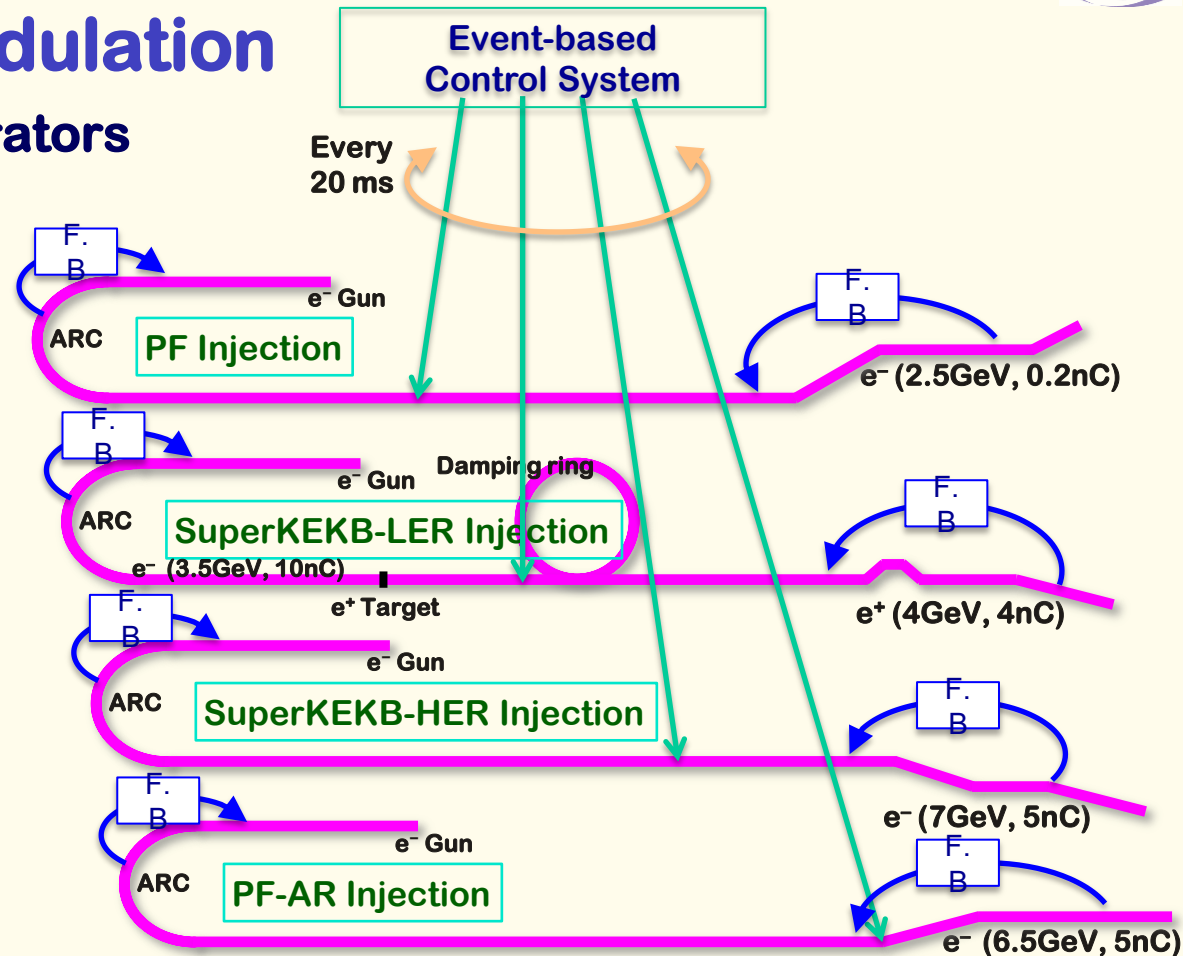 dulation
rators
Event-based
Control System
Every
20 ms
F.
B
e⁻ Gun
ARC
PF Injection
F.
B
e⁻ (2.5GeV, 0.2nC)
F.
B
e⁻ Gun
Damping ring
ARC
SuperKEKB-LER Injection
e⁻ (3.5GeV, 10nC)
e⁺ Target
F.
B
e⁺ (4GeV, 4nC)
F.
B
e⁻ Gun
ARC
SuperKEKB-HER Injection
F.
B
e⁻ (7GeV, 5nC)
F.
B
e⁻ Gun
ARC
PF-AR Injection
F.
B
e⁻ (6.5GeV, 5nC)